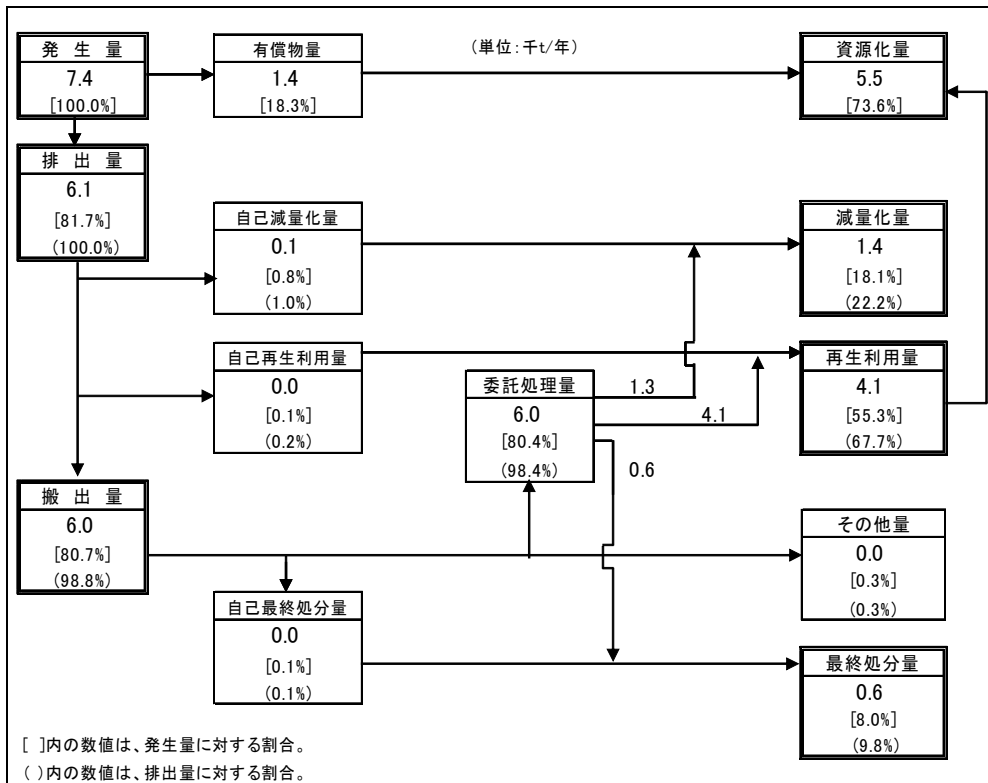 発 生 量
7.4
[100.0%]
有償物量
1.4
[18.3%]
(単位:千t/年)
資源化量
5.5
[73.6%]
排 出 量
6.1
[81.7%]
(100.0%)
自己減量化量
0.1
[0.8%]
(1.0%)
減量化量
1.4
[18.1%]
(22.2%)
自己再生利用量
0.0
[0.1%]
(0.2%)
委託処理量
6.0
[80.4%]
(98.4%)
1.3
4.1
0.6
再生利用量
4.1
[55.3%]
(67.7%)
搬 出 量
6.0
[80.7%]
(98.8%)
その他量
0.0
[0.3%]
(0.3%)
自己最終処分量
0.0
[0.1%]
(0.1%)
最終処分量
0.6
[8.0%]
(9.8%)
[ ]内の数値は、発生量に対する割合。
( )内の数値は、排出量に対する割合。